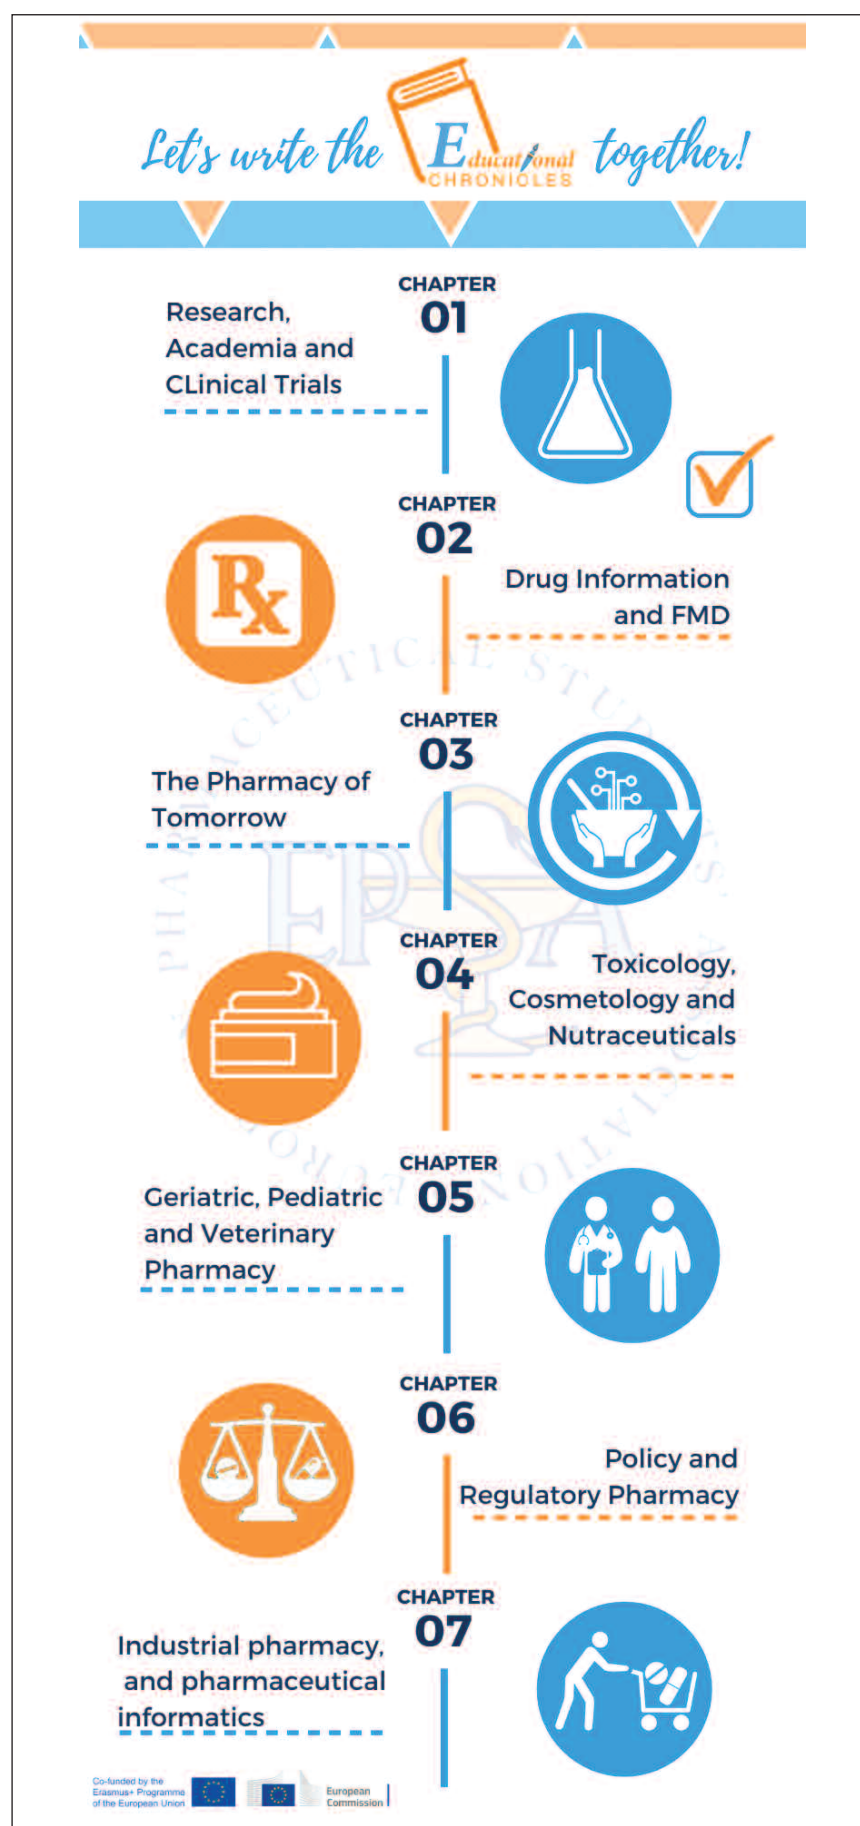 Let's write the Educational CHRONICLES together!
CHAPTER
01
Research,
Academia and
CLinical Trials
CHAPTER
02
Rx
Drug Information
and FMD
CHAPTER
03
The Pharmacy of
Tomorrow
CHAPTER
04
Toxicology,
Cosmetology and
Nutraceuticals
CHAPTER
05
Geriatric, Pediatric
and Veterinary
Pharmacy
CHAPTER
06
Policy and
Regulatory Pharmacy
CHAPTER
07
Industrial pharmacy,
and pharmaceutical
informatics
EPSA
Co-funded by the
Erasmus+ Programme
of the European Union
European
Commission